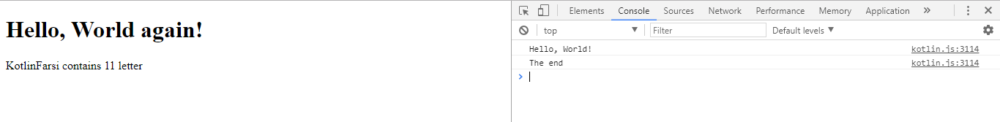 Hello, World again!
KotlinFarsi contains 11 letter
Elements Console Sources Network Performance Memory Application »
top Filter Default levels
Hello, World! kotlin.js:3114
The end kotlin.js:3114
>